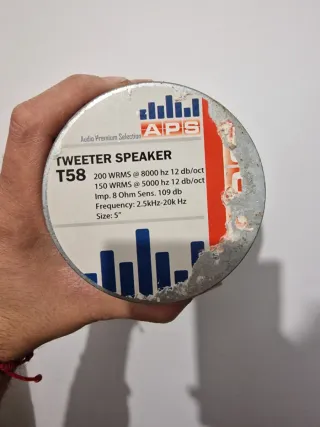 Audio Premium Selection
APS
TWEETER SPEAKER
T58 200 WRMS @ 8000 hz 12 db/oct
150 WRMS @ 5000 hz 12 db/oct
Imp. 8 Ohm Sens. 109 db
Frequency: 2.5kHz-20k Hz
Size: 5"